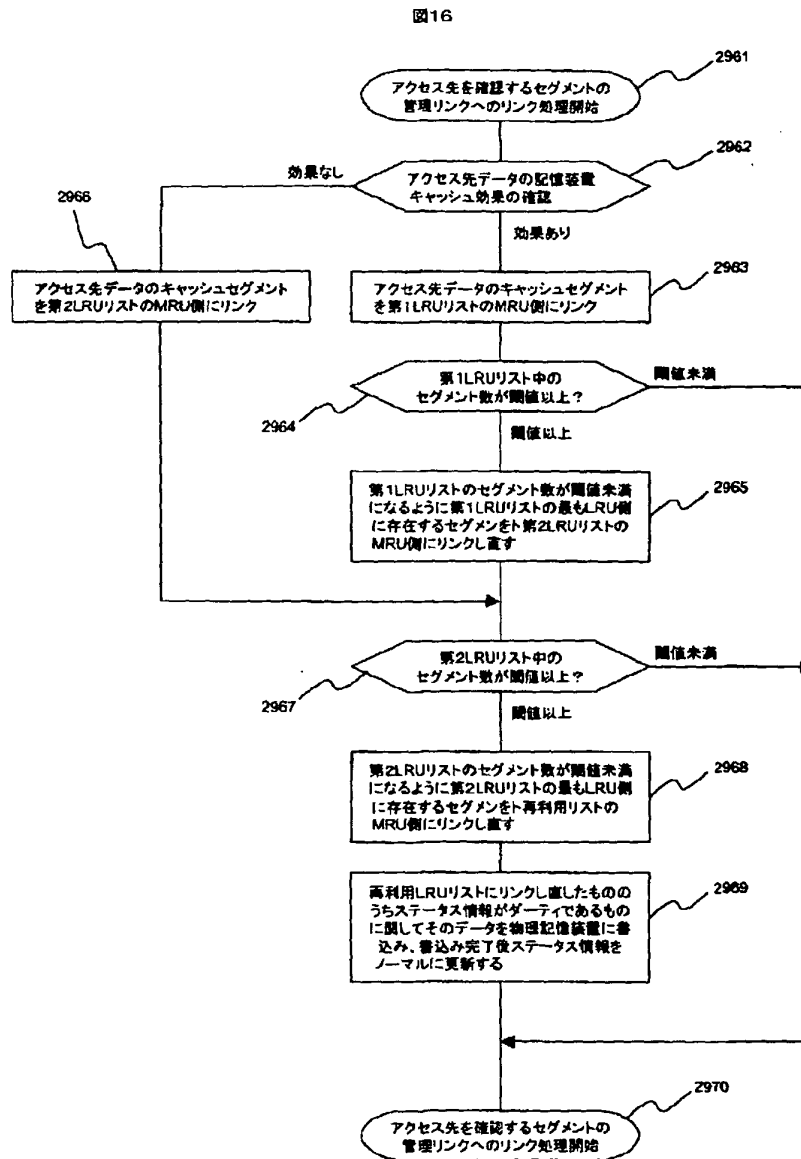 図16
2961
アクセス先を確認するセグメントの
管理リンクへのリンク処理開始
2962
効果なし
アクセス先データの記憶装置
キャッシュ効果の確認
2966
効果あり
アクセス先データのキャッシュセグメント
を第2LRUリストのMRU側にリンク
2963
アクセス先データのキャッシュセグメント
を第1LRUリストのMRU側にリンク
第1LRUリスト中の
セグメント数が閾値以上?
閾値未満
2964
閾値以上
2965
第1LRUリストのセグメント数が閾値未満
になるように第1LRUリストの最もLRU側
に存在するセグメンをト第2LRUリストの
MRU側にリンクし直す
第2LRUリスト中の
セグメント数が閾値以上?
閾値未満
2967
閾値以上
2968
第2LRUリストのセグメント数が閾値未満
になるように第2LRUリストの最もLRU側
に存在するセグメンをト再利用リストの
MRU側にリンクし直す
2969
再利用LRUリストにリンクし直したものの
うちステータス情報がダーティであるもの
に関してそのデータを物理記憶装置に書
込み、書込み完了後ステータス情報を
ノーマルに更新する
2970
アクセス先を確認するセグメントの
管理リンクへのリンク処理開始